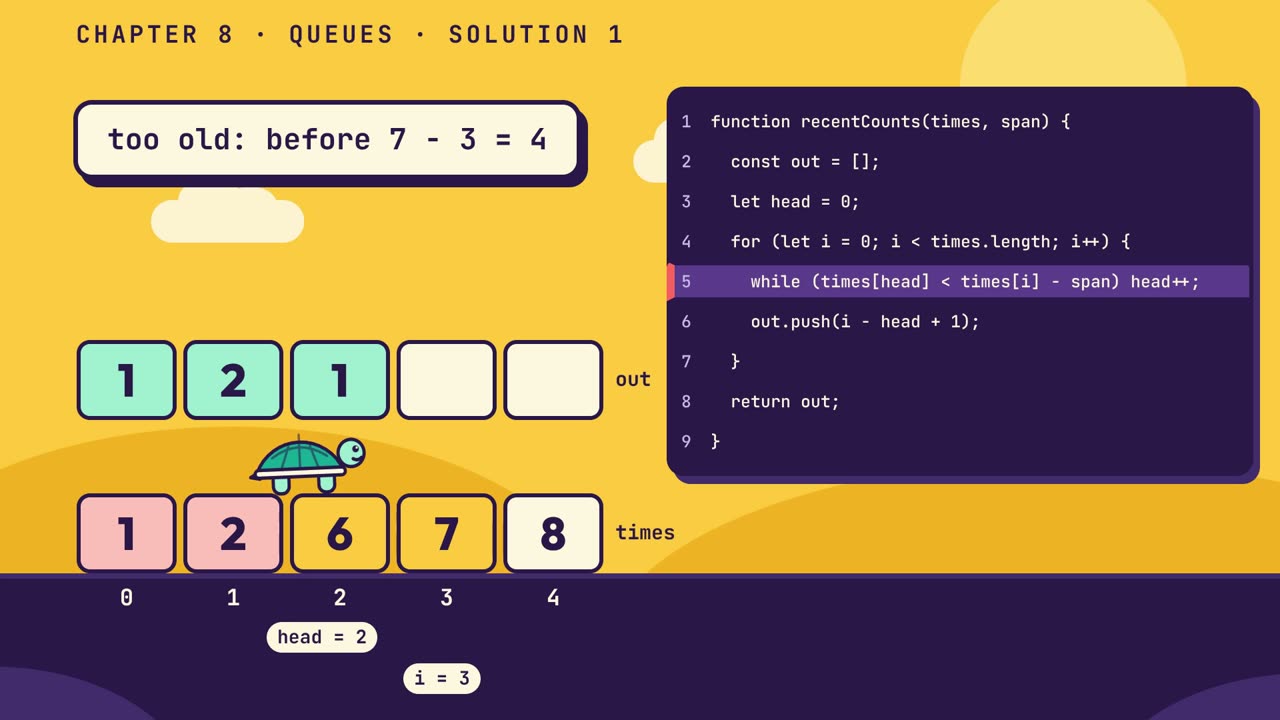 CHAPTER 8 · QUEUES · SOLUTION 1
too old: before 7 - 3 = 4
1 function recentCounts(times, span) {
2 const out = [];
3 let head = 0;
4 for (let i = 0; i < times.length; i++) {
5 while (times[head] < times[i] - span) head++;
6 out.push(i - head + 1);
7 }
8 return out;
9 }
1 2 1 out
1 2 6 7 8 times
0 1 2 3 4
head = 2
i = 3